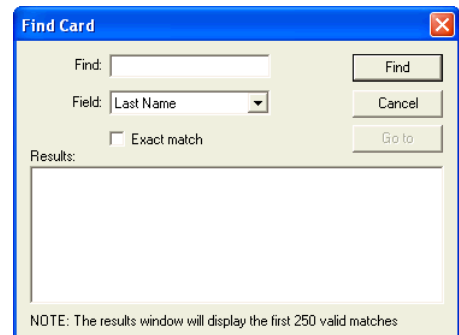 Find Card
Find:
Find
Field: Last Name
Cancel
Exact match
Go to
Results:
NOTE: The results window will display the first 250 valid matches